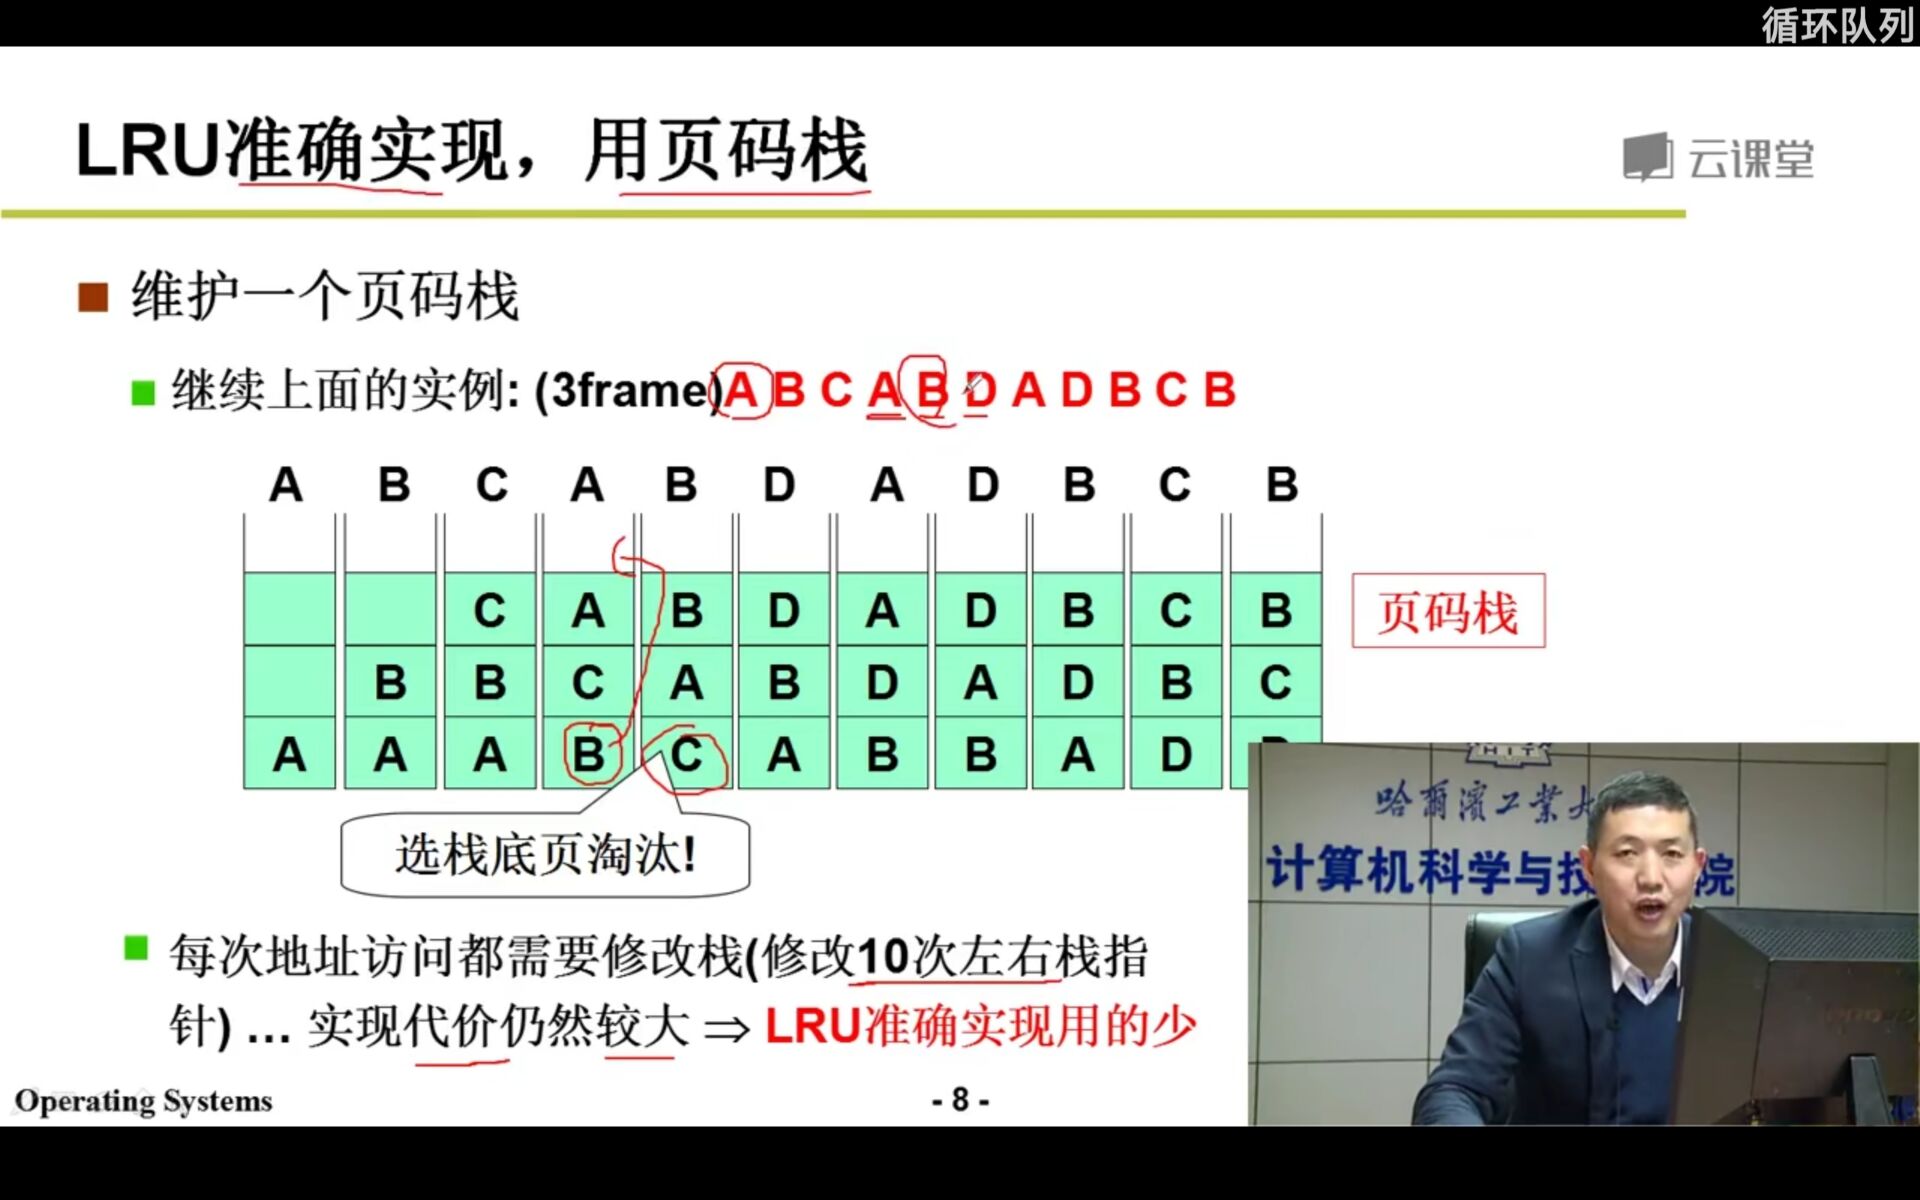 循环队列
LRU准确实现，用页码栈
云课堂
维护一个页码栈
继续上面的实例: (3frame)A B C A B D A D B C B
A B C A B D A D B C B
C A B D A D B C B
页码栈
B B C A B D A D B C
A A A B C A B B A D
选栈底页淘汰!
哈尔滨工业大
计算机科学与技 院
每次地址访问都需要修改栈(修改10次左右栈指
针) ... 实现代价仍然较大 ⇒ LRU准确实现用的少
Operating Systems
- 8 -